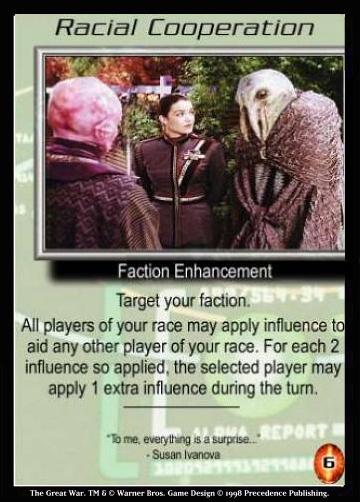 Racial Cooperation
Faction Enhancement
Target your faction.
All players of your race may apply influence to
aid any other player of your race. For each 2
influence so applied, the selected player may
apply 1 extra influence during the turn.
"To me, everything is a surprise..."
- Susan Ivanova
6
The Great War. TM & © Warner Bros. Game Design © 1998 Precedence Publishing.